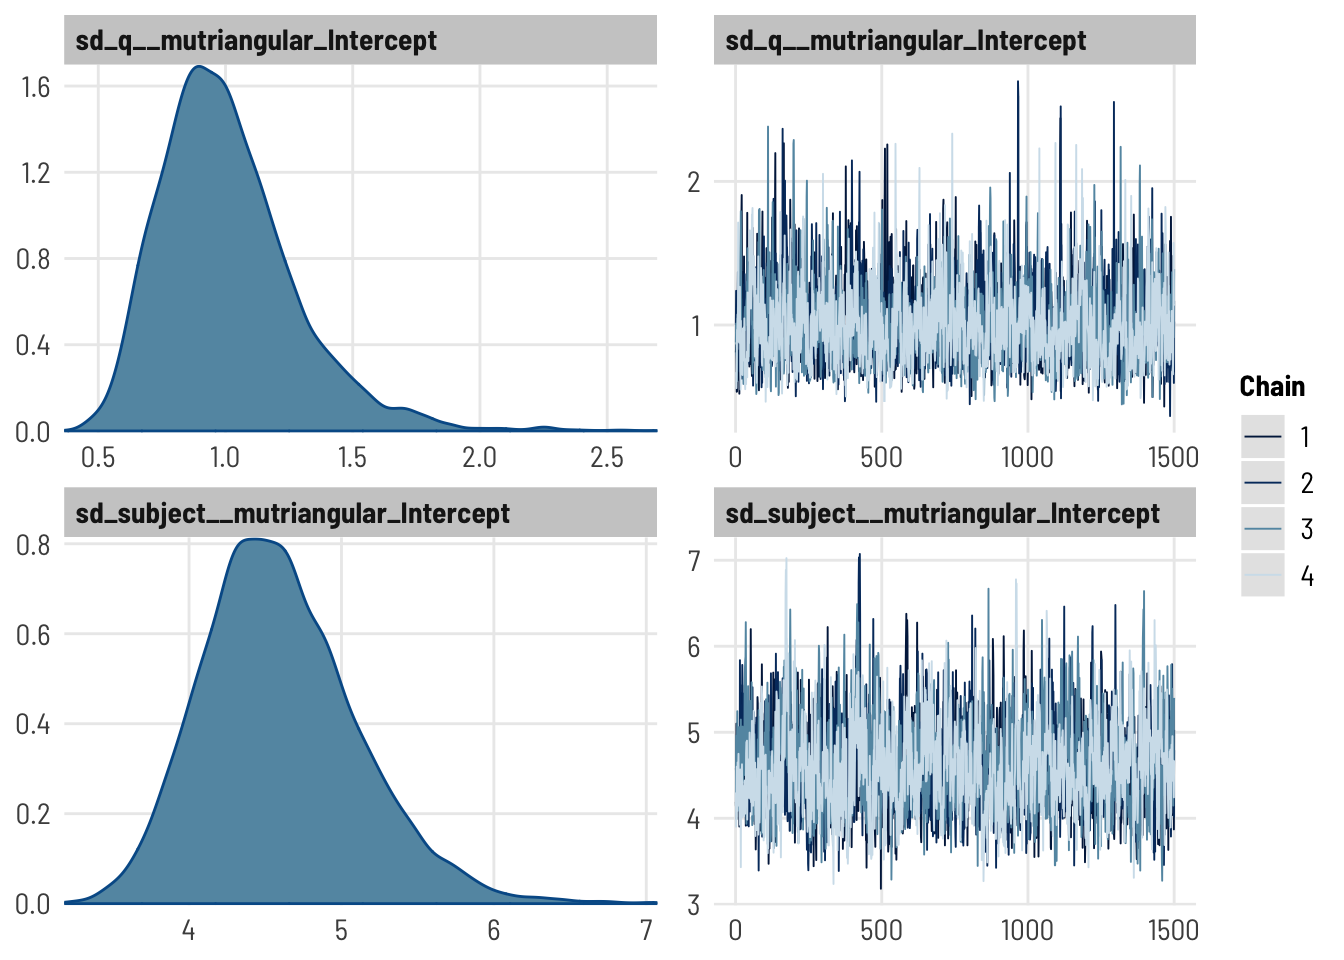 sd_q__mutriangular_Intercept
1.6
1.2
0.8
0.4
0.0
0.5 1.0 1.5 2.0 2.5
sd_q__mutriangular_Intercept
2
1
0 500 1000 1500
sd_subject__mutriangular_Intercept
0.8
0.6
0.4
0.2
0.0
4 5 6 7
sd_subject__mutriangular_Intercept
7
6
5
4
3
0 500 1000 1500
Chain
1
2
3
4